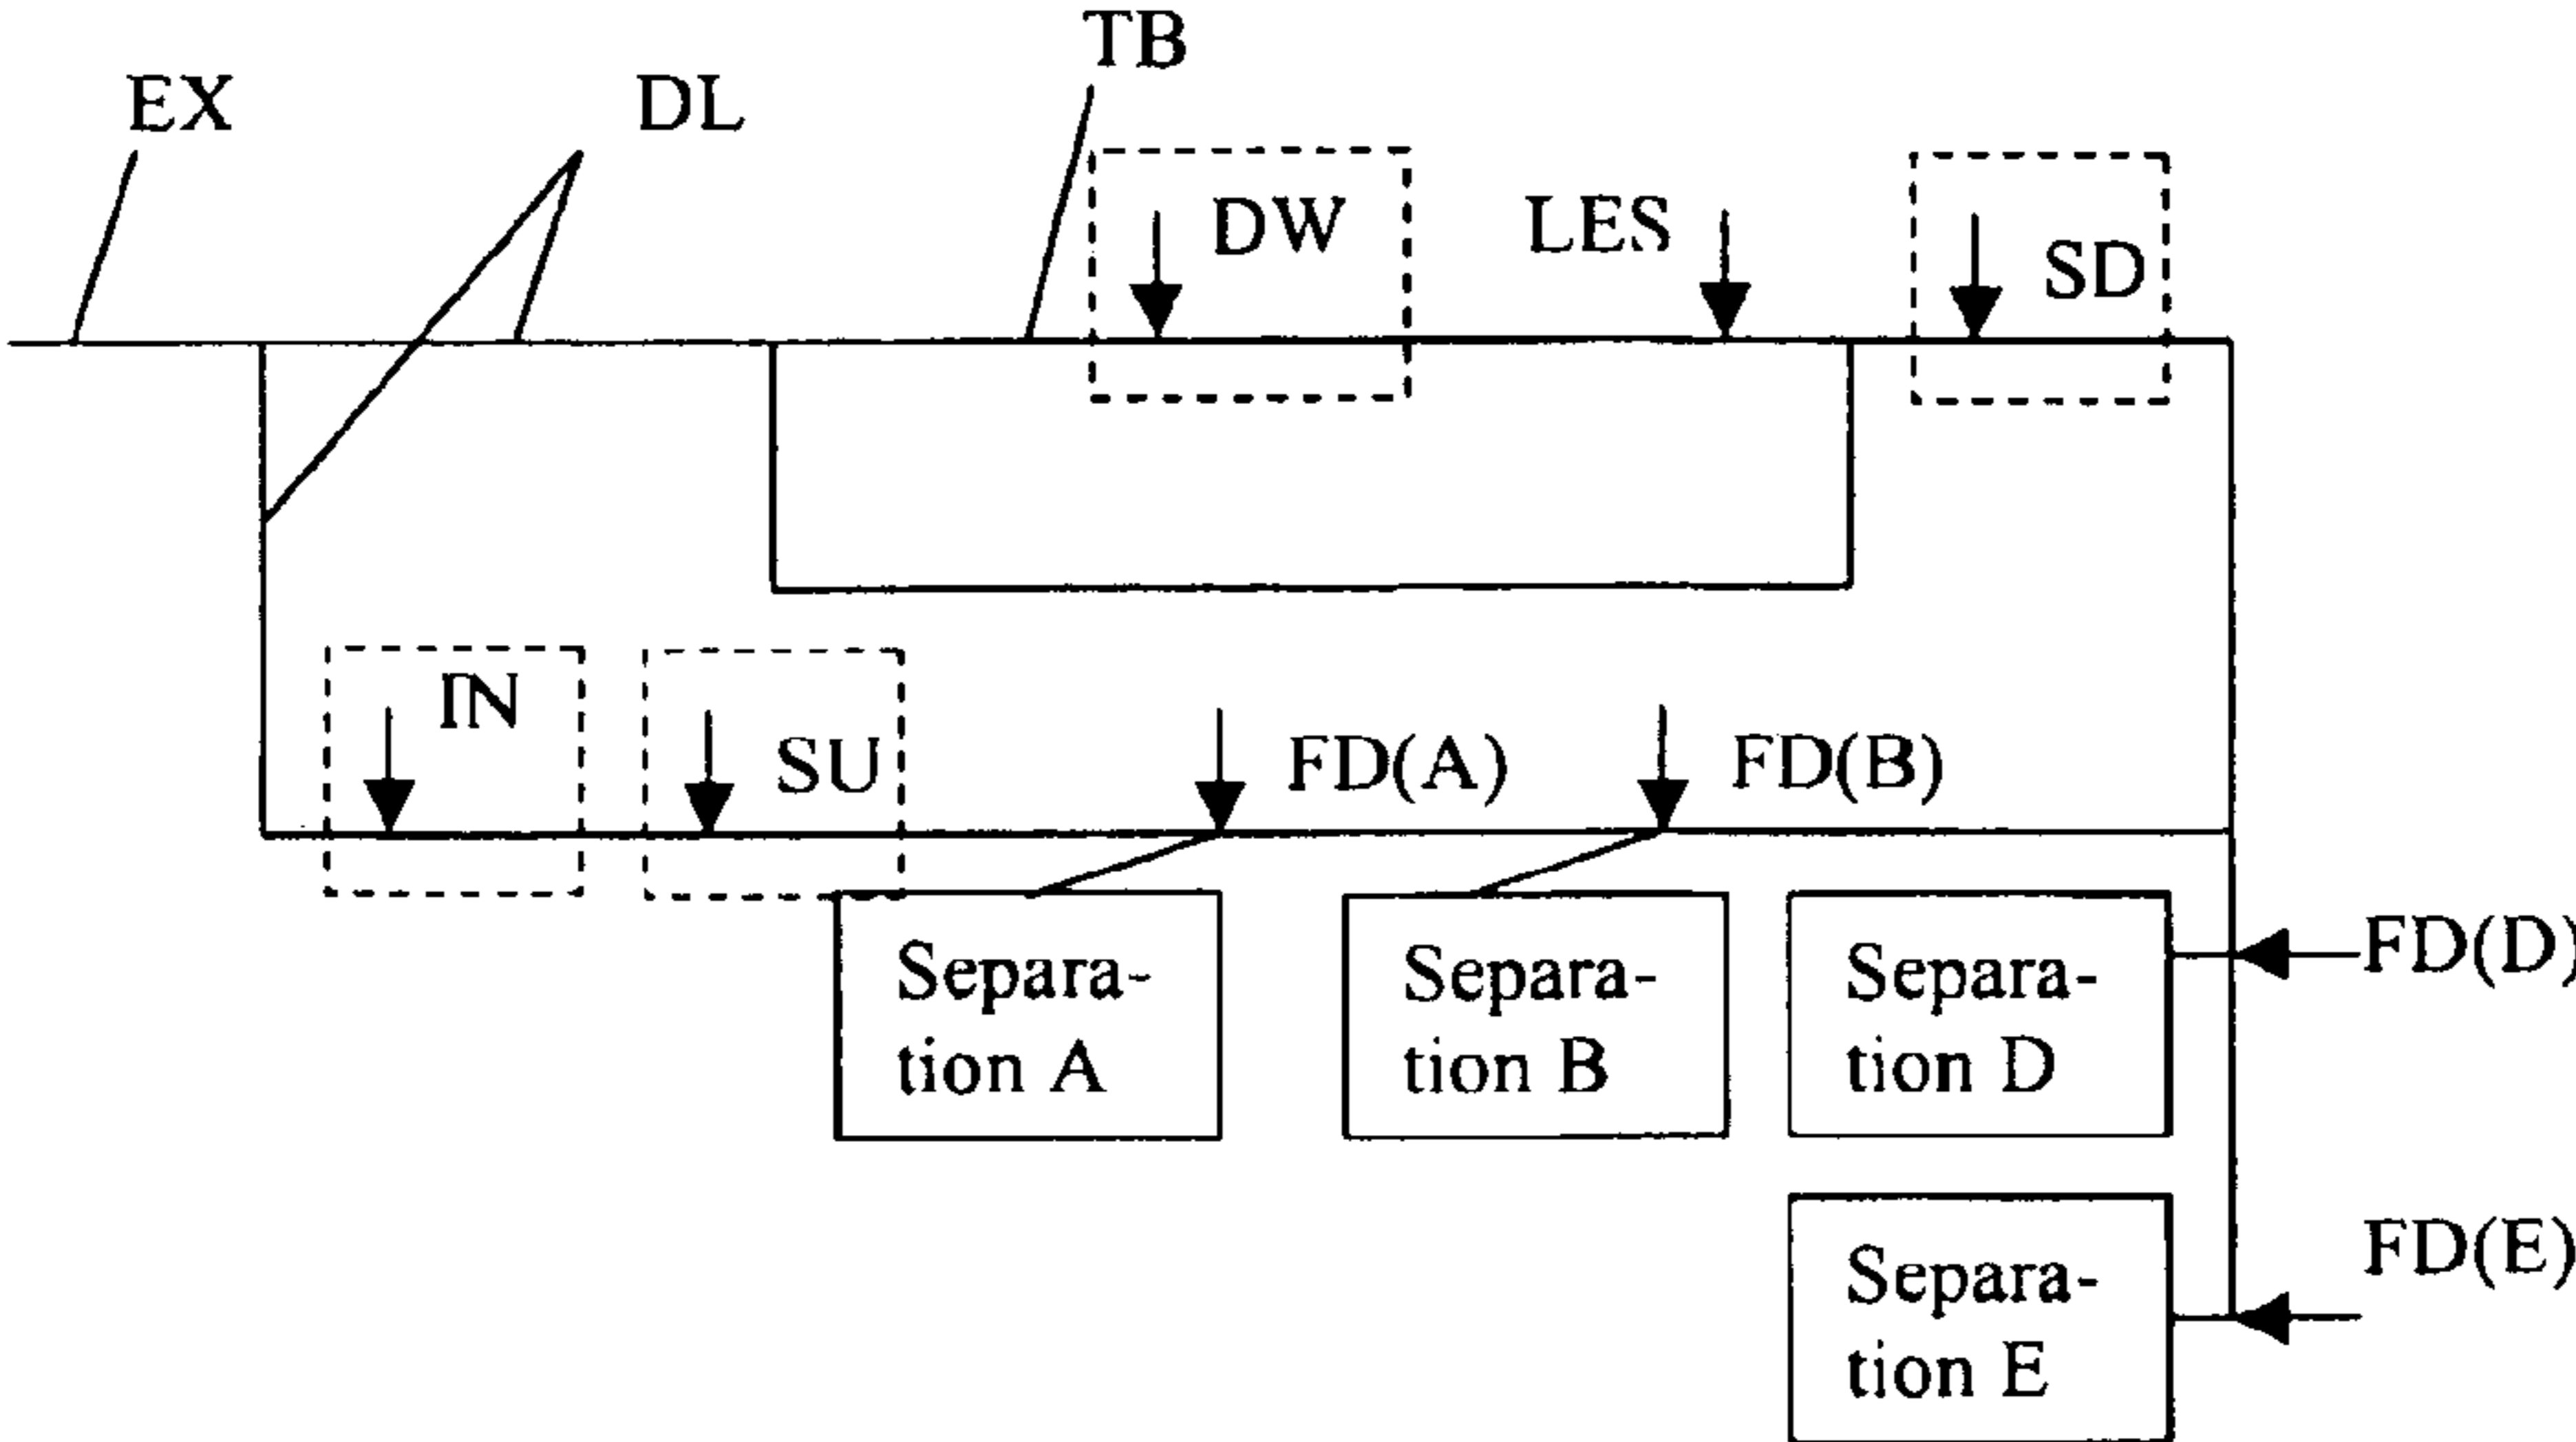 TB
EX
DL
DW
LES
SD
IN
SU
FD(A)
FD(B)
Separa-
tion A
Separa-
tion B
Separa-
tion D
FD(D)
Separa-
tion E
FD(E)